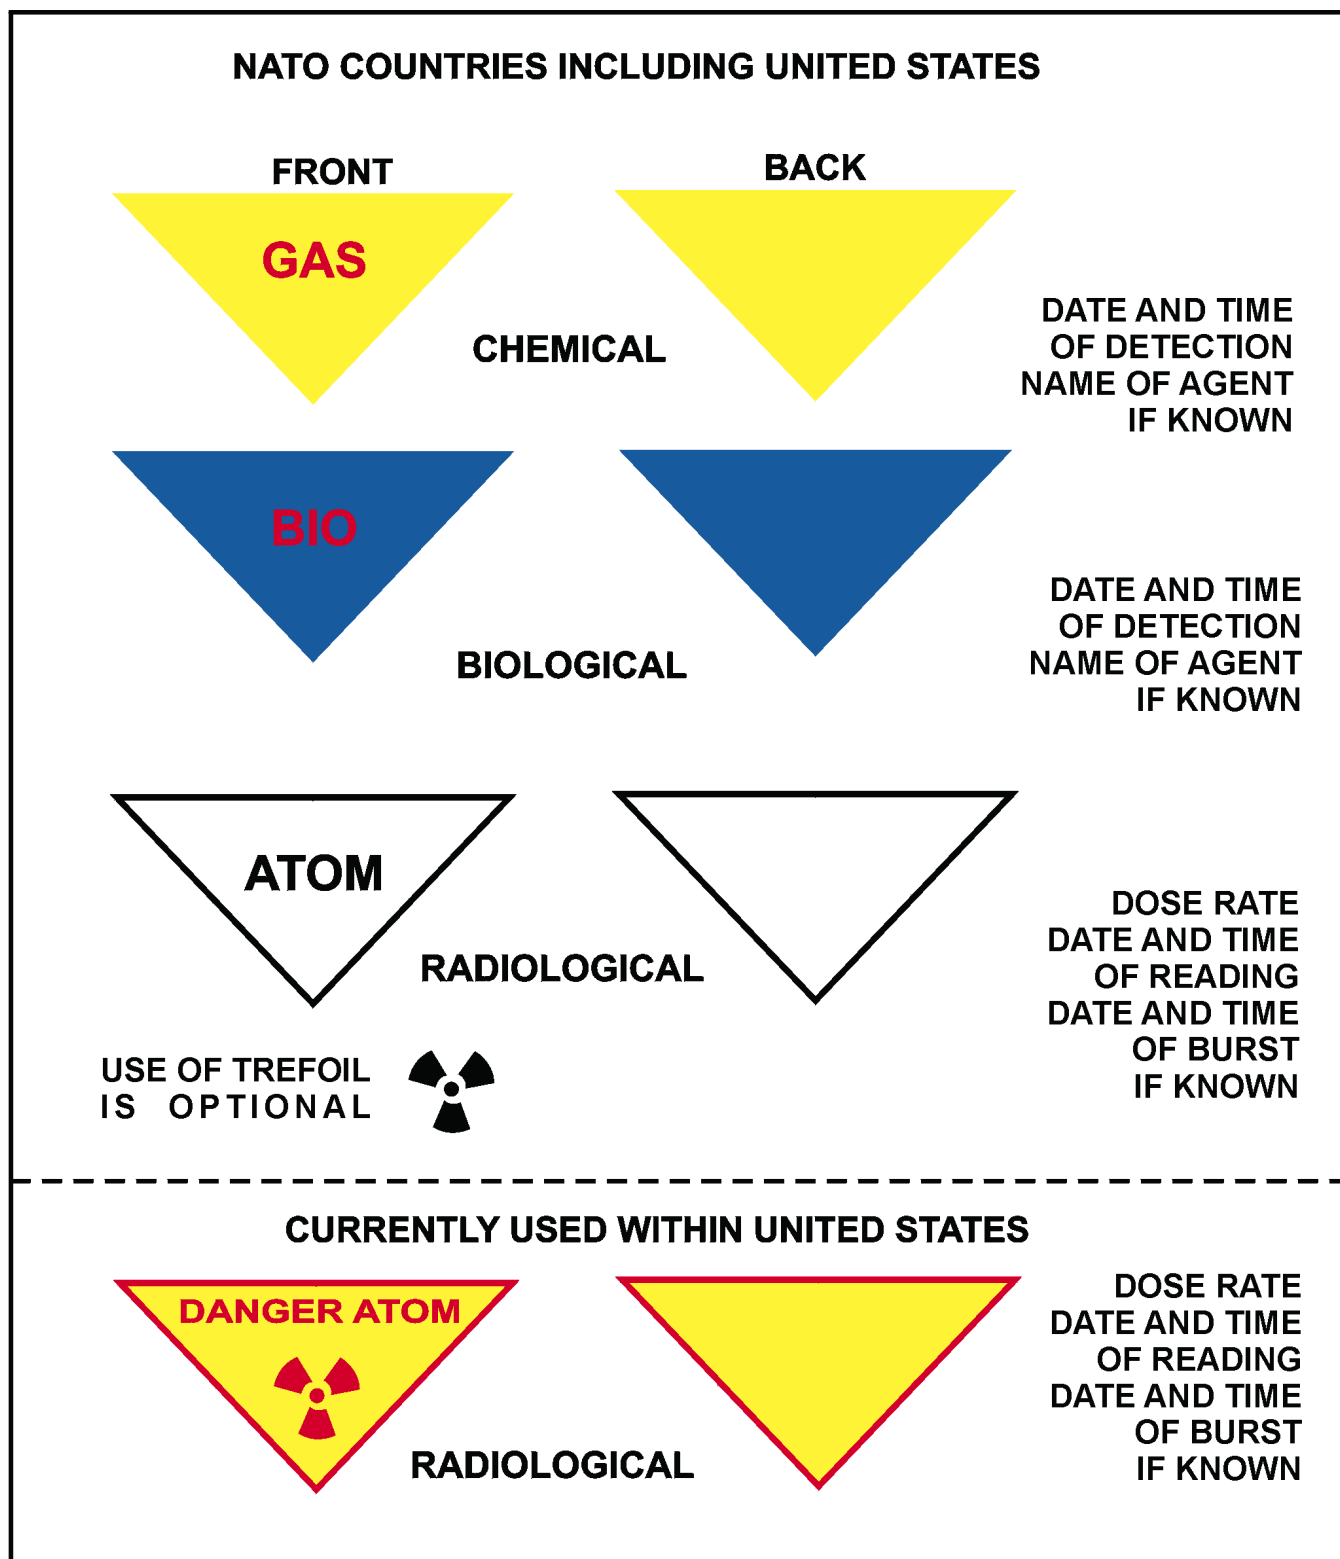 NATO COUNTRIES INCLUDING UNITED STATES
FRONT
BACK
GAS
CHEMICAL
DATE AND TIME
OF DETECTION
NAME OF AGENT
IF KNOWN
BIO
BIOLOGICAL
DATE AND TIME
OF DETECTION
NAME OF AGENT
IF KNOWN
ATOM
RADIOLOGICAL
DOSE RATE
DATE AND TIME
OF READING
DATE AND TIME
OF BURST
IF KNOWN
USE OF TREFOIL
IS OPTIONAL
CURRENTLY USED WITHIN UNITED STATES
DANGER ATOM
RADIOLOGICAL
DOSE RATE
DATE AND TIME
OF READING
DATE AND TIME
OF BURST
IF KNOWN